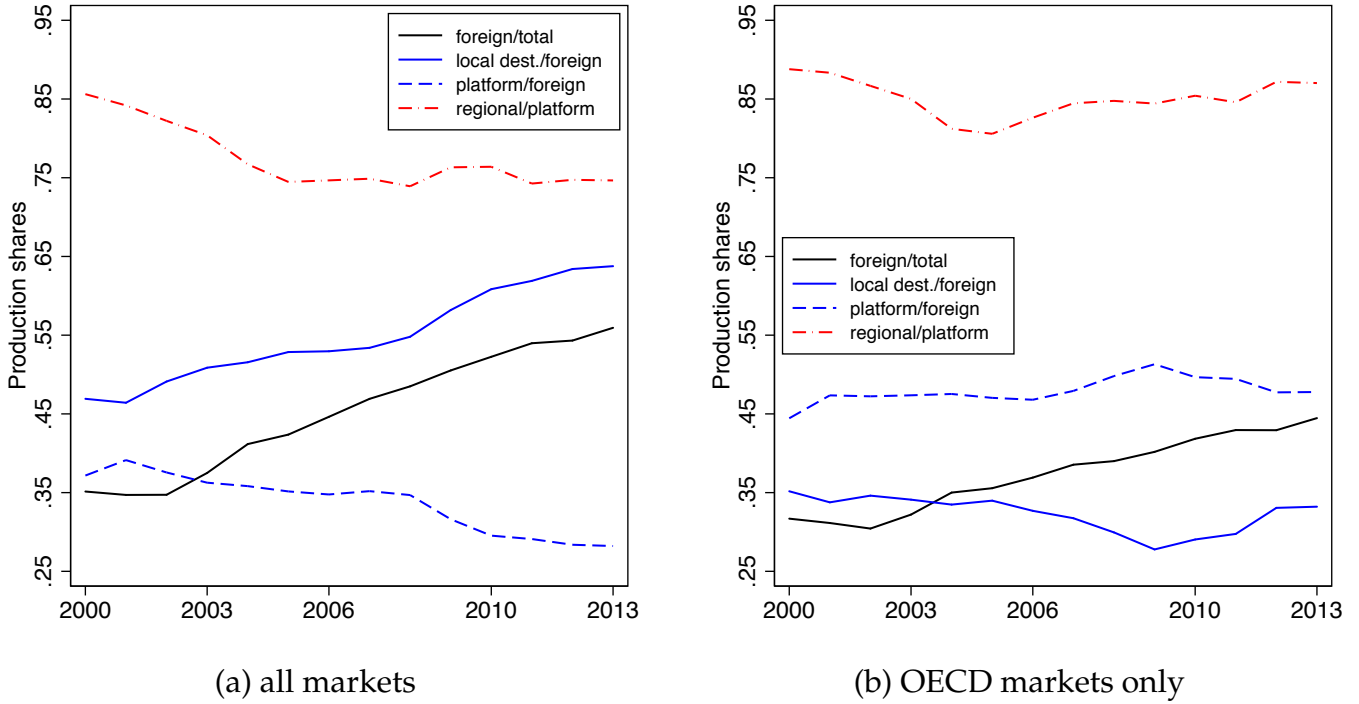 Production shares
.95
.85
.75
.65
.55
.45
.35
.25
foreign/total
local dest./foreign
platform/foreign
regional/platform
2000 2003 2006 2010 2013
(a) all markets
Production shares
.95
.85
.75
.65
.55
.45
.35
.25
foreign/total
local dest./foreign
platform/foreign
regional/platform
2000 2003 2006 2010 2013
(b) OECD markets only